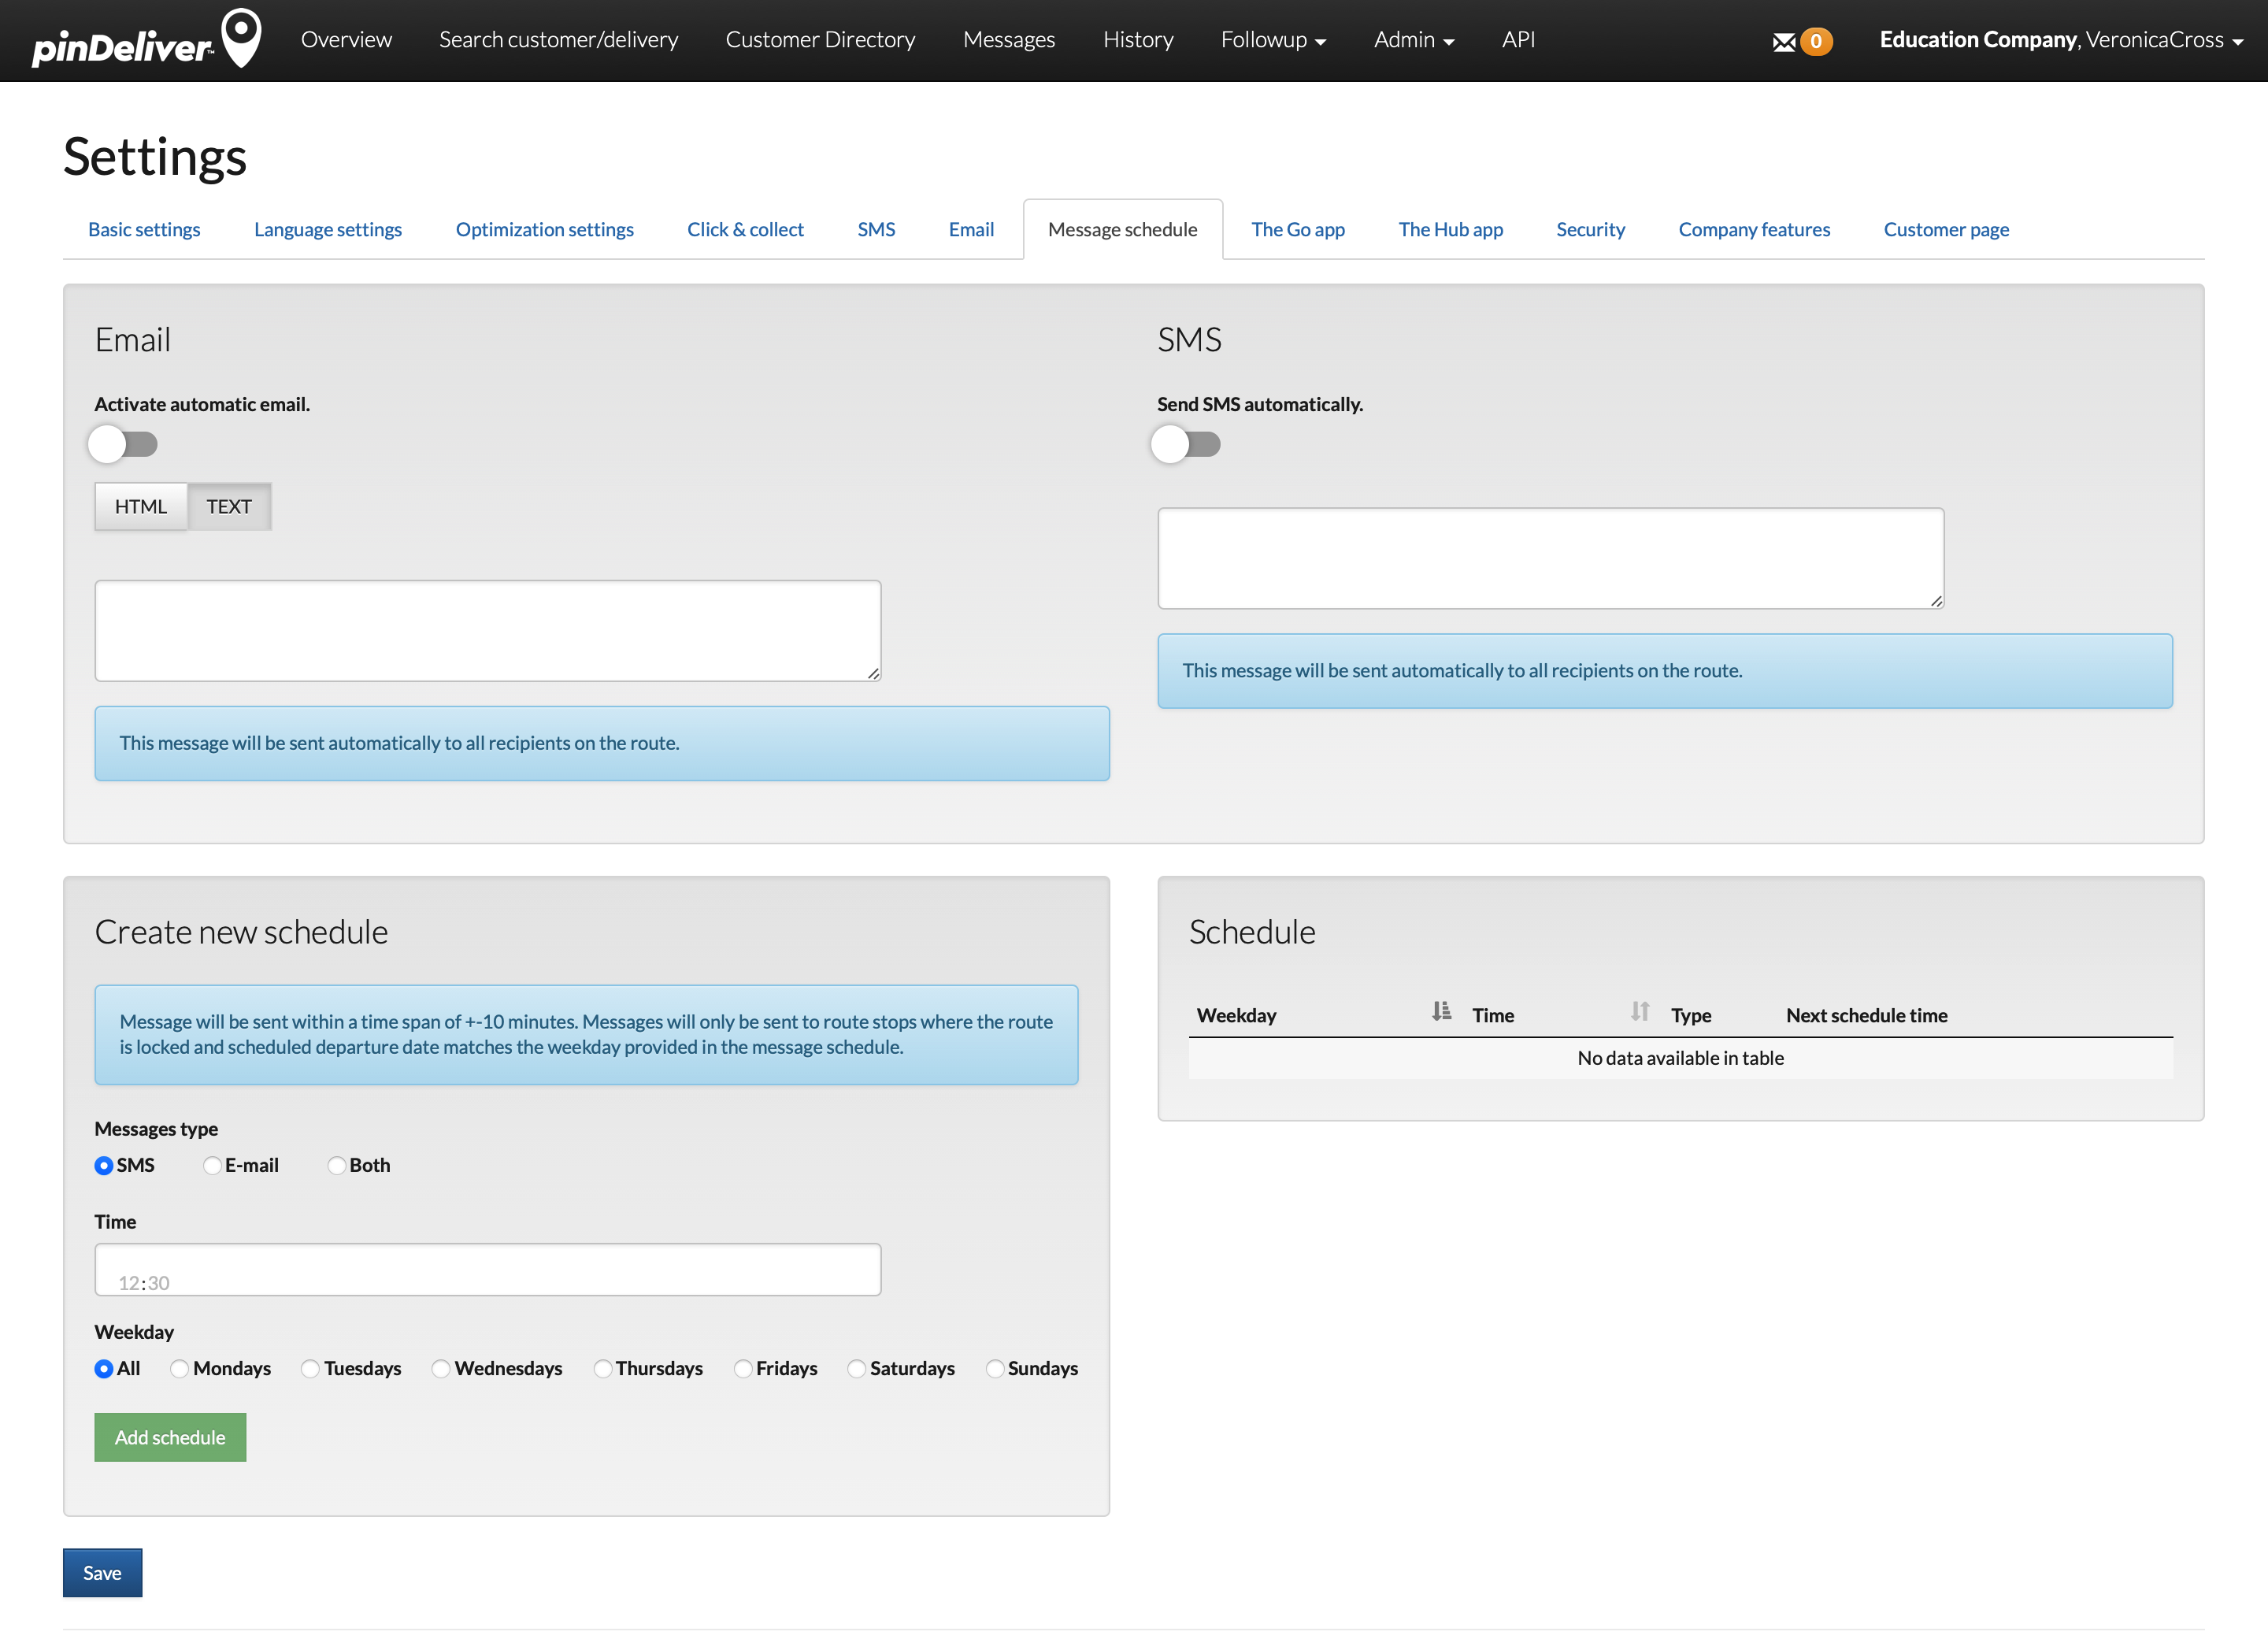 pinDeliver™
Overview
Search customer/delivery
Customer Directory
Messages
History
Followup
Admin
API
0
Education Company, VeronicaCross
Settings
Basic settings
Language settings
Optimization settings
Click & collect
SMS
Email
Message schedule
The Go app
The Hub app
Security
Company features
Customer page
Email
Activate automatic email.
HTML
TEXT
This message will be sent automatically to all recipients on the route.
SMS
Send SMS automatically.
This message will be sent automatically to all recipients on the route.
Create new schedule
Message will be sent within a time span of +-10 minutes. Messages will only be sent to route stops where the route
is locked and scheduled departure date matches the weekday provided in the message schedule.
Messages type
SMS
E-mail
Both
Time
12:30
Weekday
All
Mondays
Tuesdays
Wednesdays
Thursdays
Fridays
Saturdays
Sundays
Add schedule
Schedule
Weekday
Time
Type
Next schedule time
No data available in table
Save